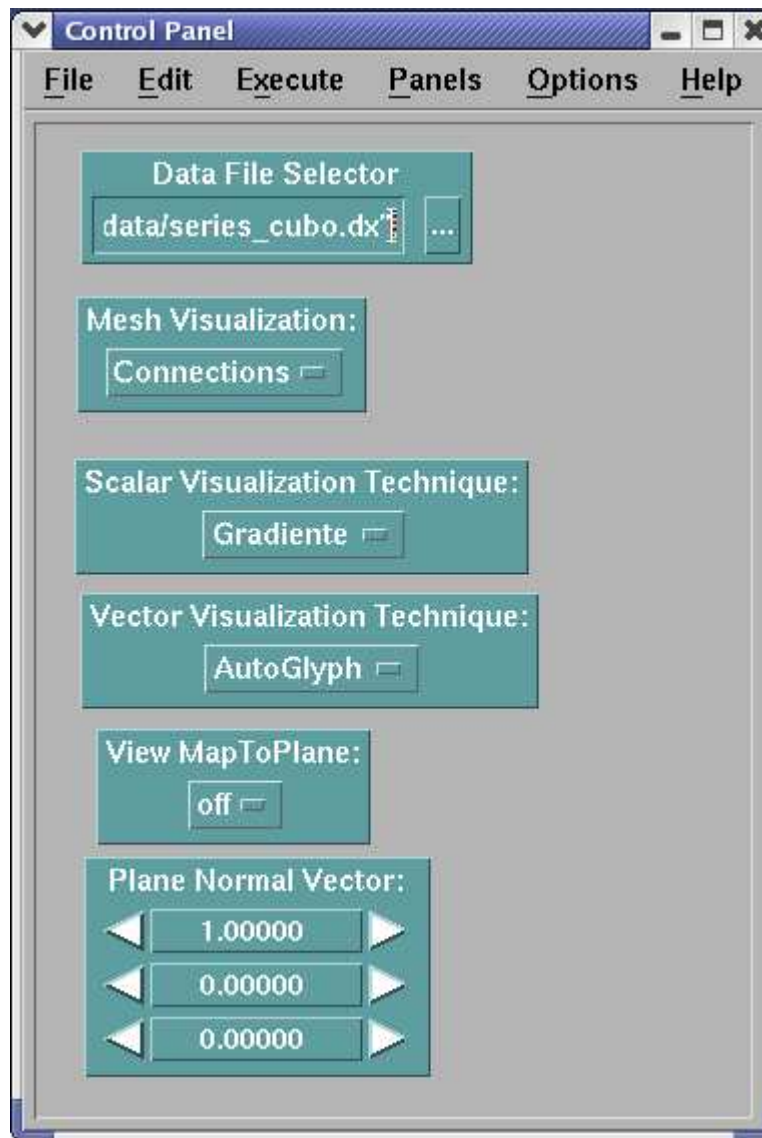 Control Panel
File Edit Execute Panels Options Help
Data File Selector
data/series_cubo.dx" ...
Mesh Visualization:
Connections
Scalar Visualization Technique:
Gradiente
Vector Visualization Technique:
AutoGlyph
View MapToPlane:
off
Plane Normal Vector:
1.00000
0.00000
0.00000